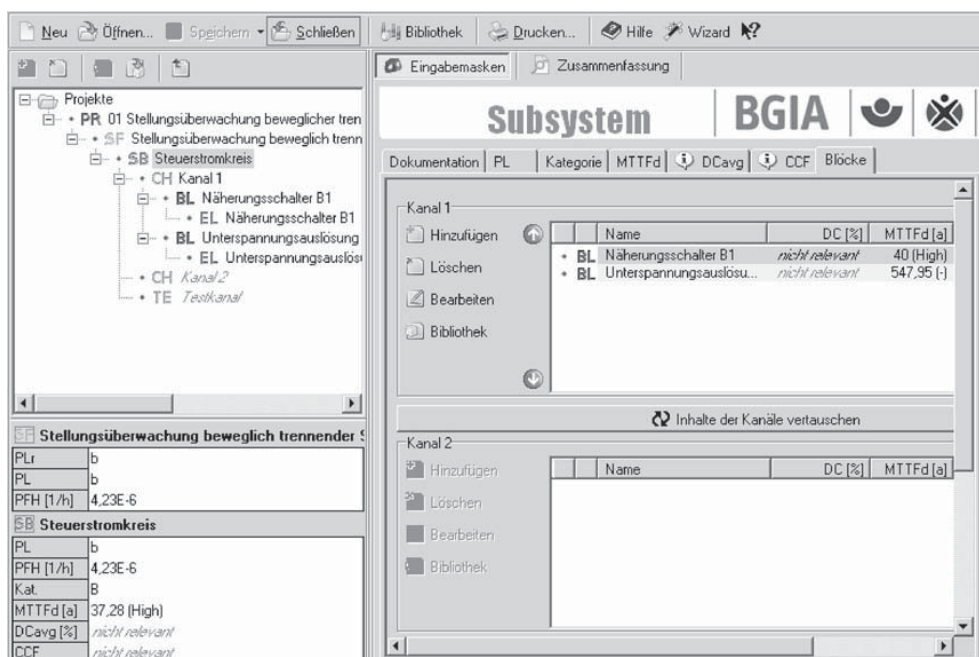 Neu Öffnen... Speichern Schließen Bibliothek Drucken... Hilfe Wizard
Projekte
PR 01 Stellungsüberwachung beweglicher tren
SF Stellungsüberwachung beweglich trenn
SB Steuerstromkreis
CH Kanal 1
BL Näherungsschalter B1
EL Näherungsschalter B1
BL Unterspannungsauslösung
EL Unterspannungsauslös
CH Kanal 2
TE Testkanal
SF Stellungsüberwachung beweglich trennender S
PLr b
PL b
PFH [1/h] 4,23E-6
SB Steuerstromkreis
PL b
PFH [1/h] 4,23E-6
Kat. B
MTTFd [a] 37,28 (High)
DCavg [%] nicht relevant
CCF nicht relevant
Eingabemasken Zusammenfassung
Subsystem BGIA
Dokumentation PL Kategorie MTTFd DCavg CCF Blöcke
Kanal 1
Hinzufügen
Löschen
Bearbeiten
Bibliothek
Name DC [%] MTTFd [a]
BL Näherungsschalter B1 nicht relevant 40 (High)
BL Unterspannungsauslösu... nicht relevant 547,95 (-)
Inhalte der Kanäle vertauschen
Kanal 2
Hinzufügen
Löschen
Bearbeiten
Bibliothek
Name DC [%] MTTFd [a]